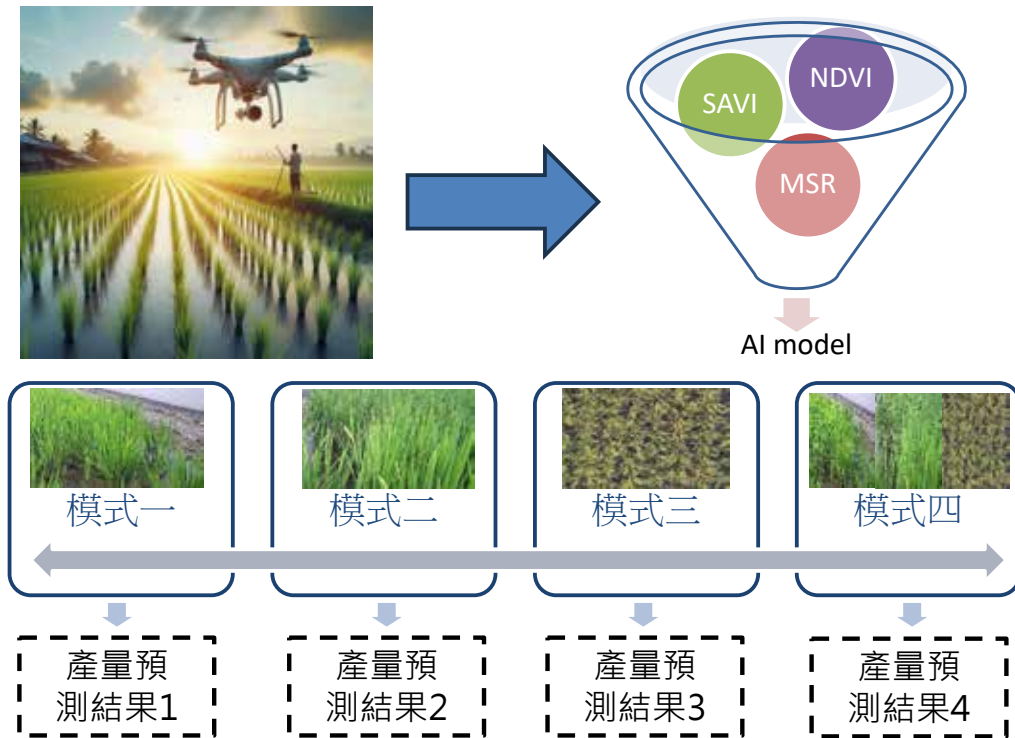 SAVI
NDVI
MSR
AI model
模式一
模式二
模式三
模式四
產量預
測結果1
產量預
測結果2
產量預
測結果3
產量預
測結果4